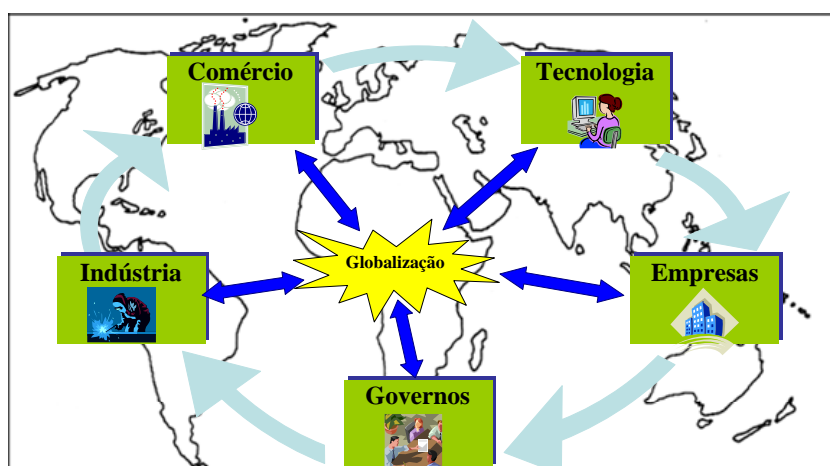 Comércio
Tecnologia
Globalização
Indústria
Empresas
Governos